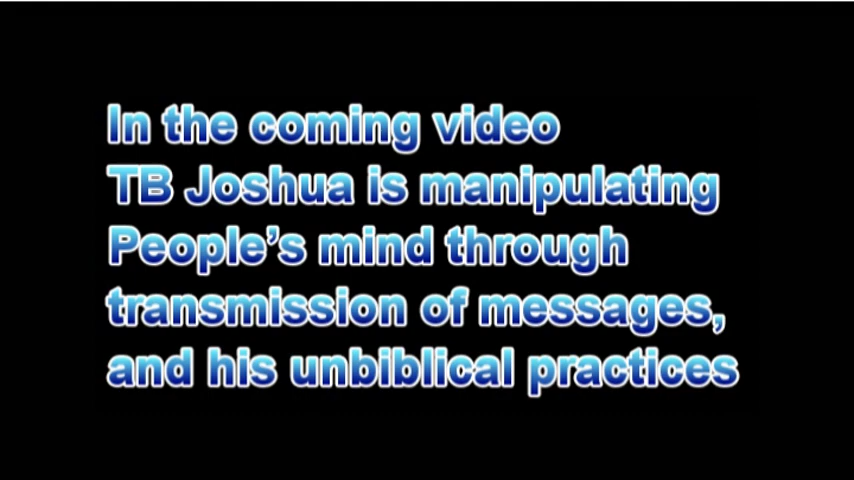 In the coming video
TB Joshua is manipulating
People’s mind through
transmission of messages,
and his unbiblical practices